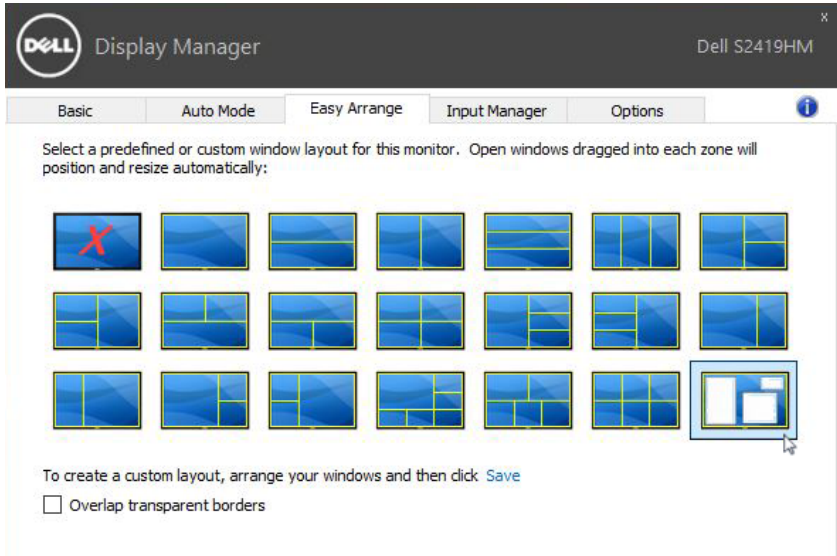 x
DELL Display Manager Dell S2419HM
Basic Auto Mode Easy Arrange Input Manager Options i
Select a predefined or custom window layout for this monitor. Open windows dragged into each zone will
position and resize automatically:
To create a custom layout, arrange your windows and then click Save
Overlap transparent borders